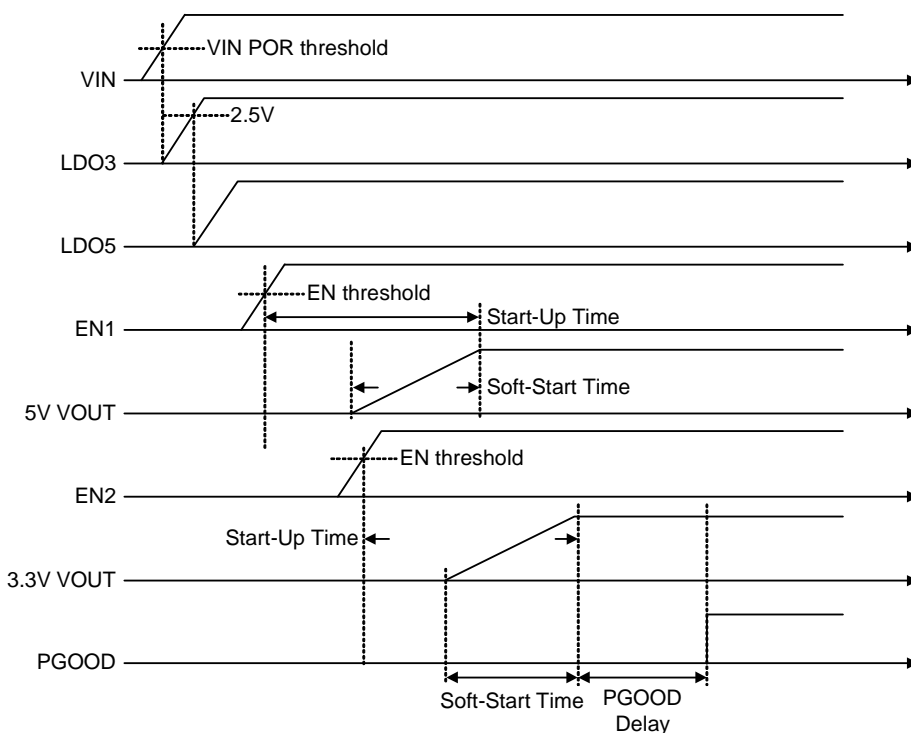 VIN POR threshold
VIN
2.5V
LDO3
LDO5
EN threshold
Start-Up Time
EN1
Soft-Start Time
5V VOUT
EN threshold
EN2
Start-Up Time
3.3V VOUT
PGOOD
Soft-Start Time
PGOOD
Delay